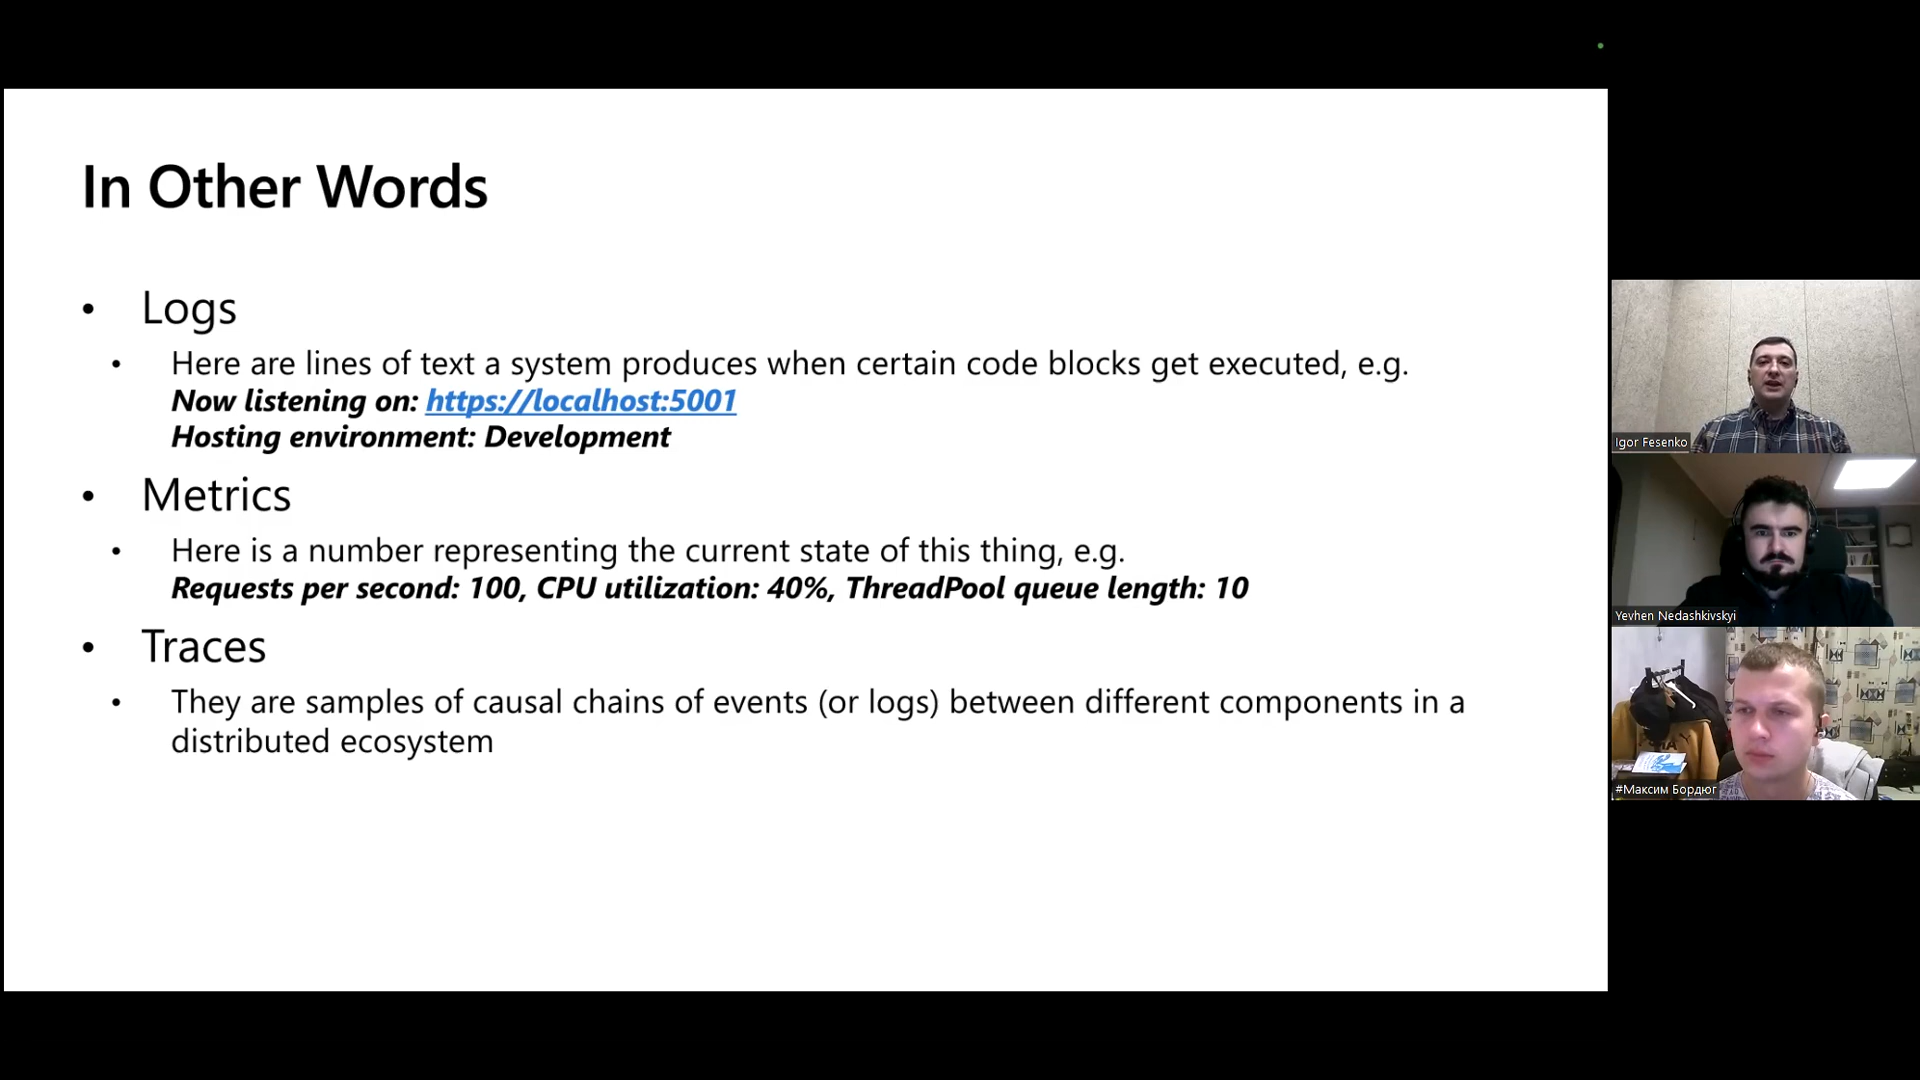 In Other Words
• Logs
• Here are lines of text a system produces when certain code blocks get executed, e.g.
Now listening on: https://localhost:5001
Hosting environment: Development
• Metrics
• Here is a number representing the current state of this thing, e.g.
Requests per second: 100, CPU utilization: 40%, ThreadPool queue length: 10
• Traces
• They are samples of causal chains of events (or logs) between different components in a
distributed ecosystem
Igor Fesenko
Yevhen Nedashkivskyi
#Максим Бордюг